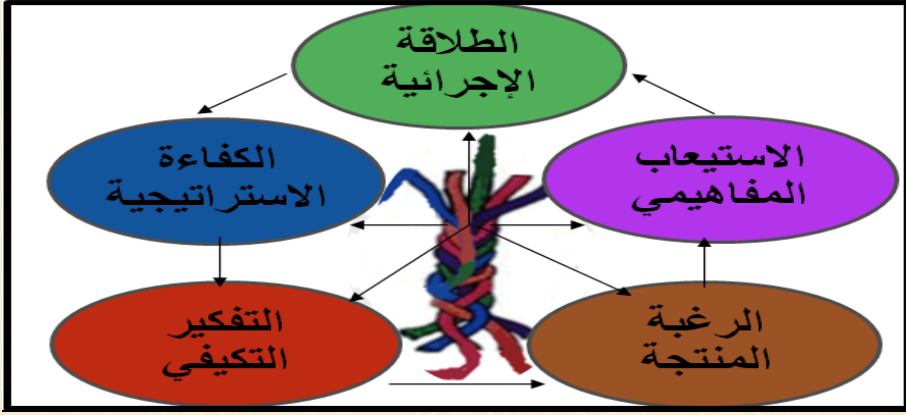 الطلاقة
الإجرائية
الاستيعاب
المفاهيمي
الكفاءة
الاستراتيجية
الرغبة
المنتجة
التفكير
التكيفي